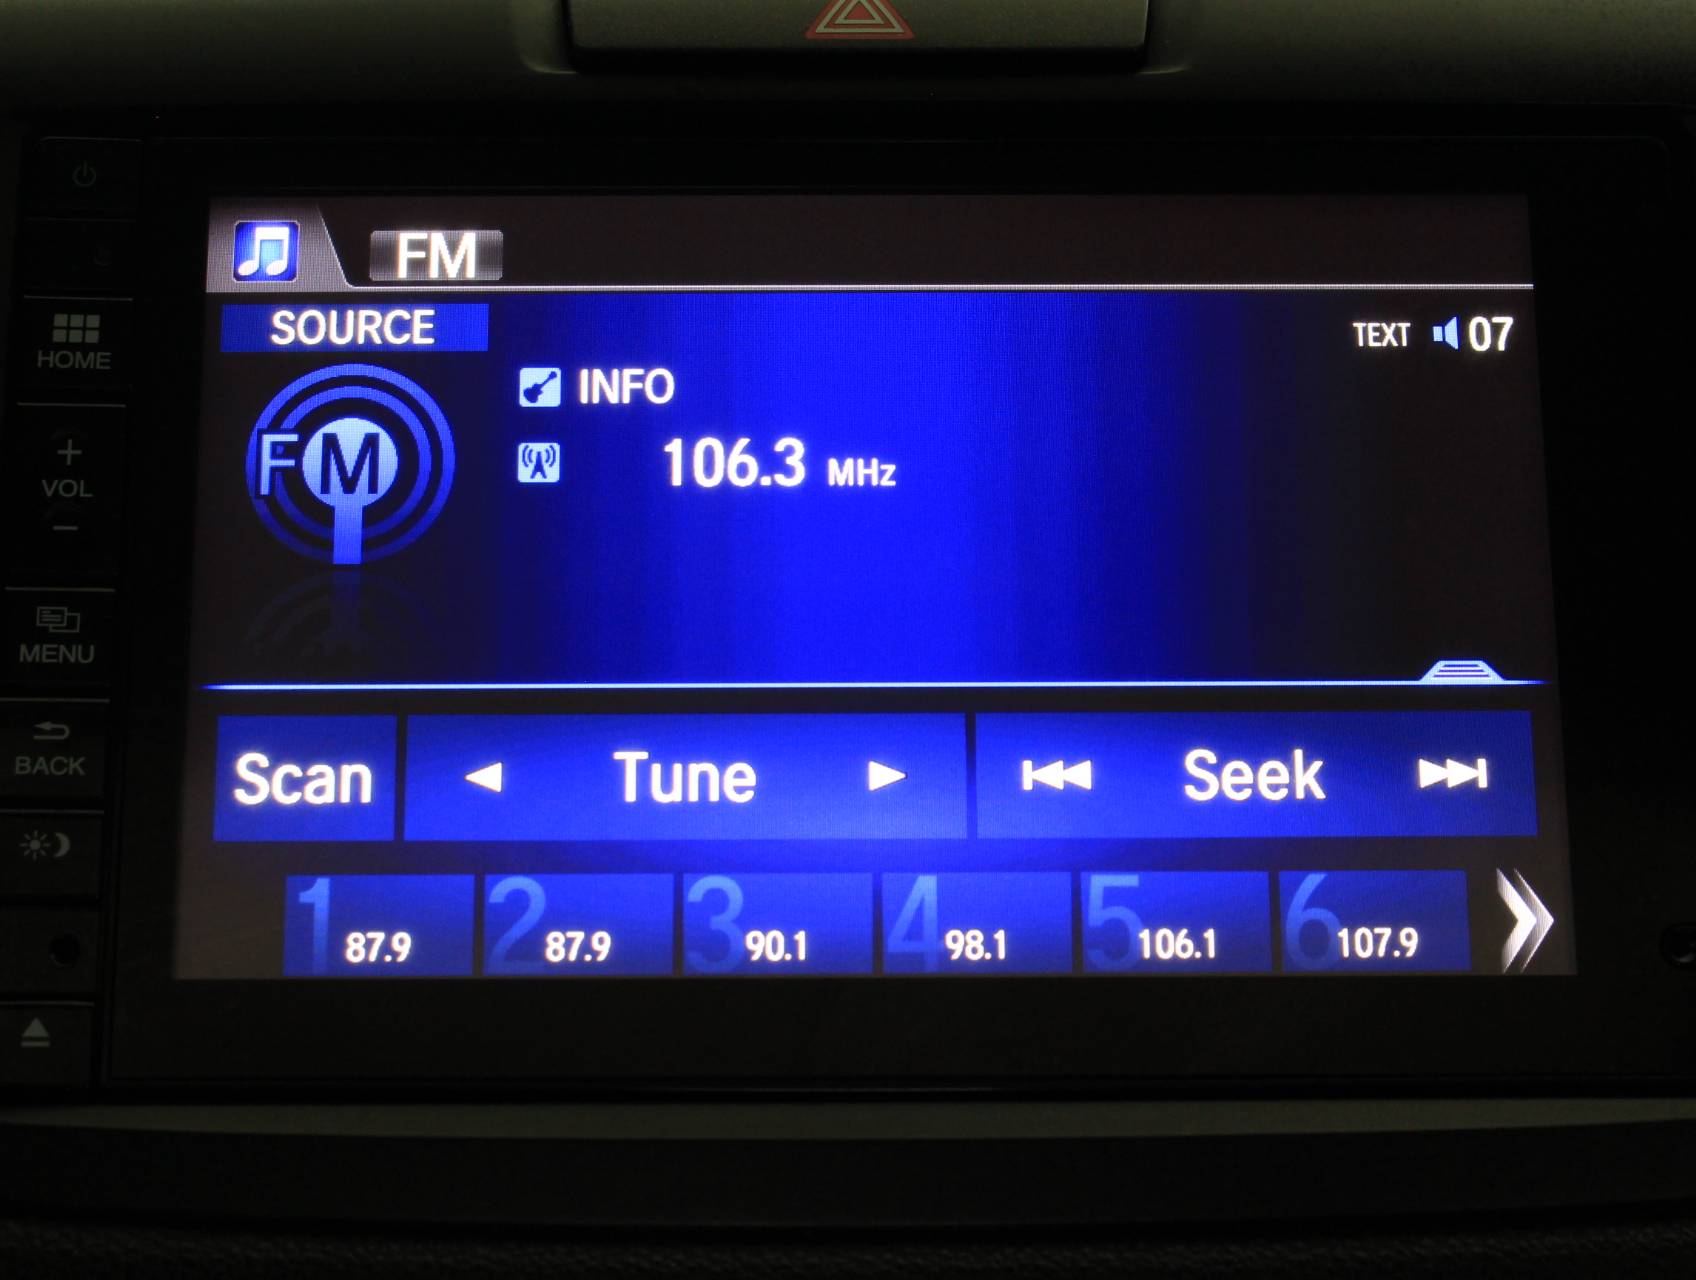 FM
SOURCE
TEXT 07
FM
INFO
106.3 MHz
HOME
+
VOL
-
MENU
BACK
Scan Tune Seek
1 87.9 2 87.9 3 90.1 4 98.1 5 106.1 6 107.9